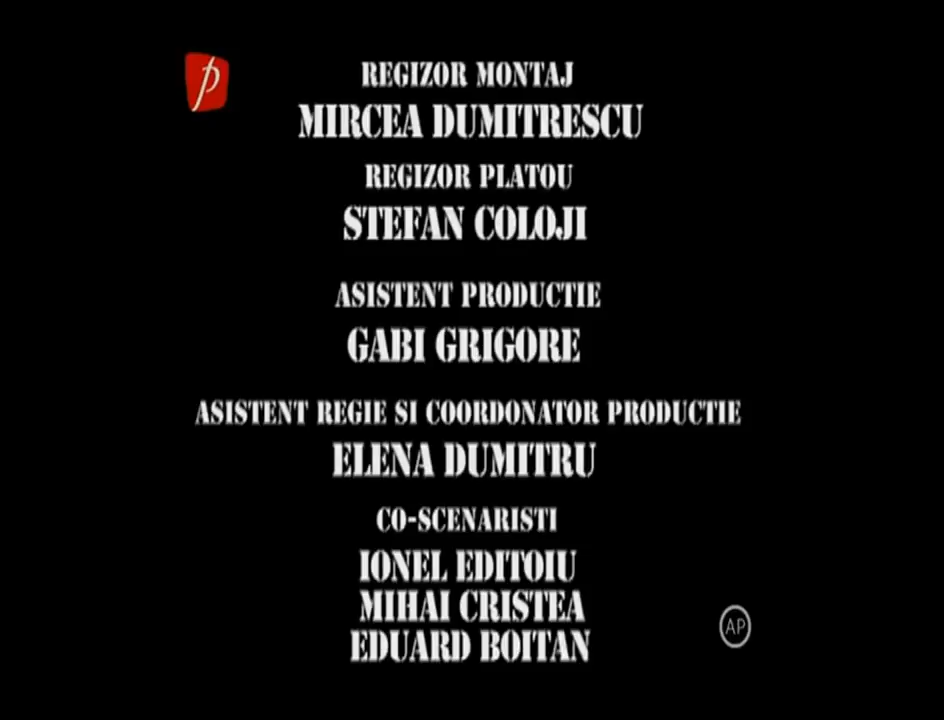 p
REGIZOR MONTAJ
MIRCEA DUMITRESCU
REGIZOR PLATOU
STEFAN COLOJI
ASISTENT PRODUCTIE
GABI GRIGORE
ASISTENT REGIE SI COORDONATOR PRODUCTIE
ELENA DUMITRU
CO-SCENARISTI
IONEL EDITOIU
MIHAI CRISTEA
EDUARD BOITAN
AP